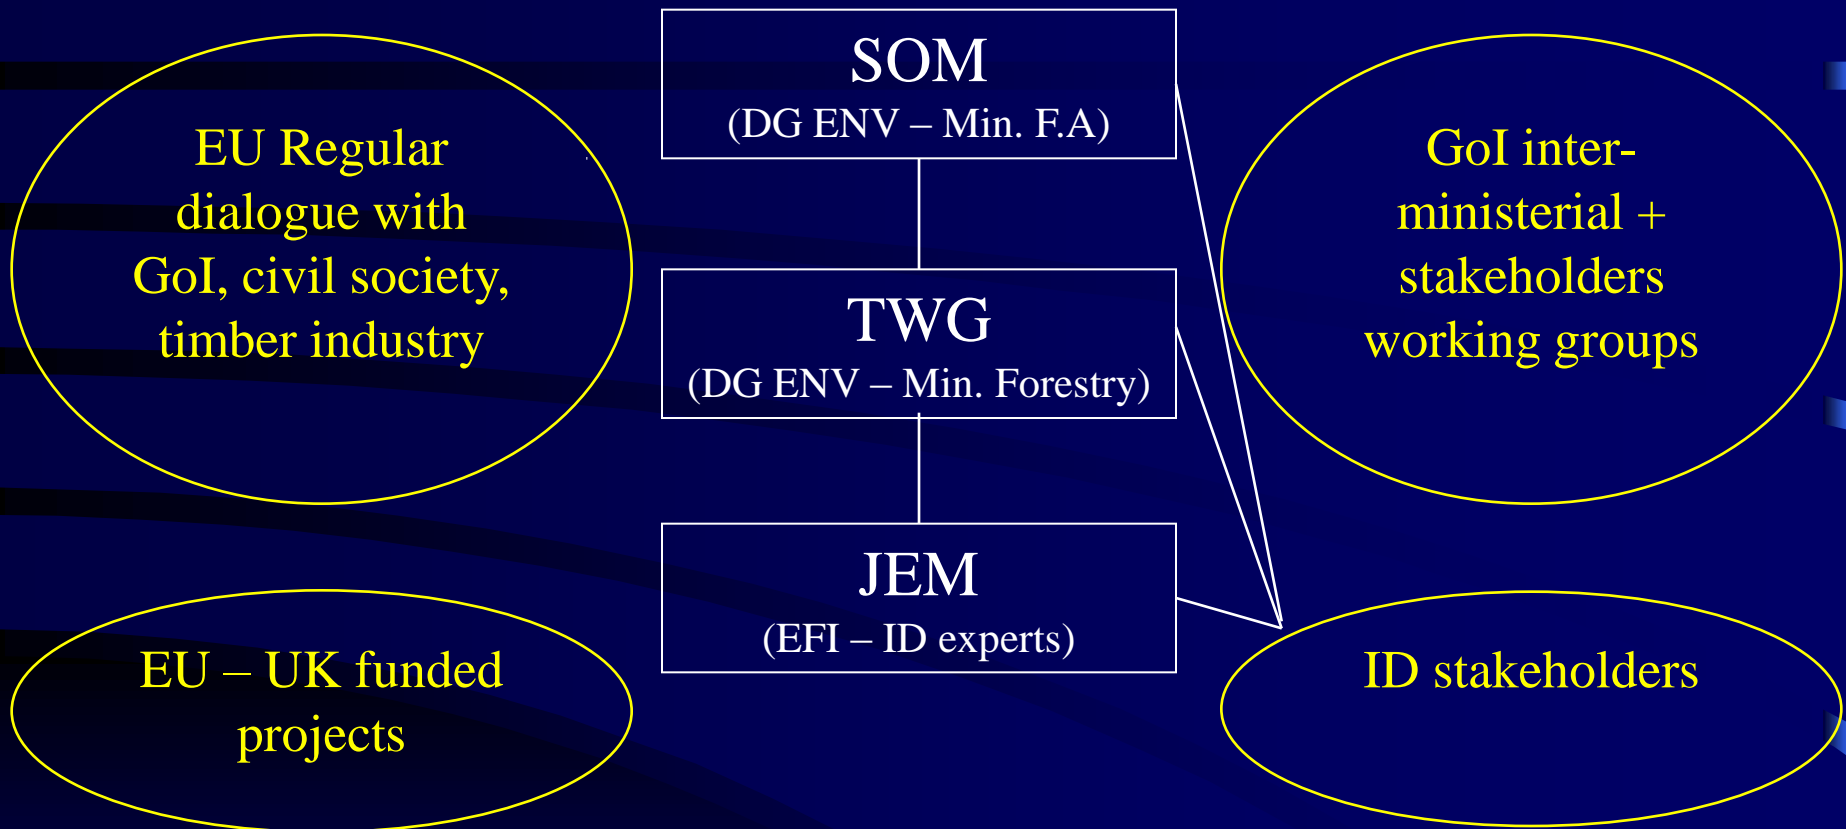 EU Regular
dialogue with
GoI, civil society,
timber industry
SOM
(DG ENV – Min. F.A)
TWG
(DG ENV – Min. Forestry)
JEM
(EFI – ID experts)
GoI inter-
ministerial +
stakeholders
working groups
EU – UK funded
projects
ID stakeholders